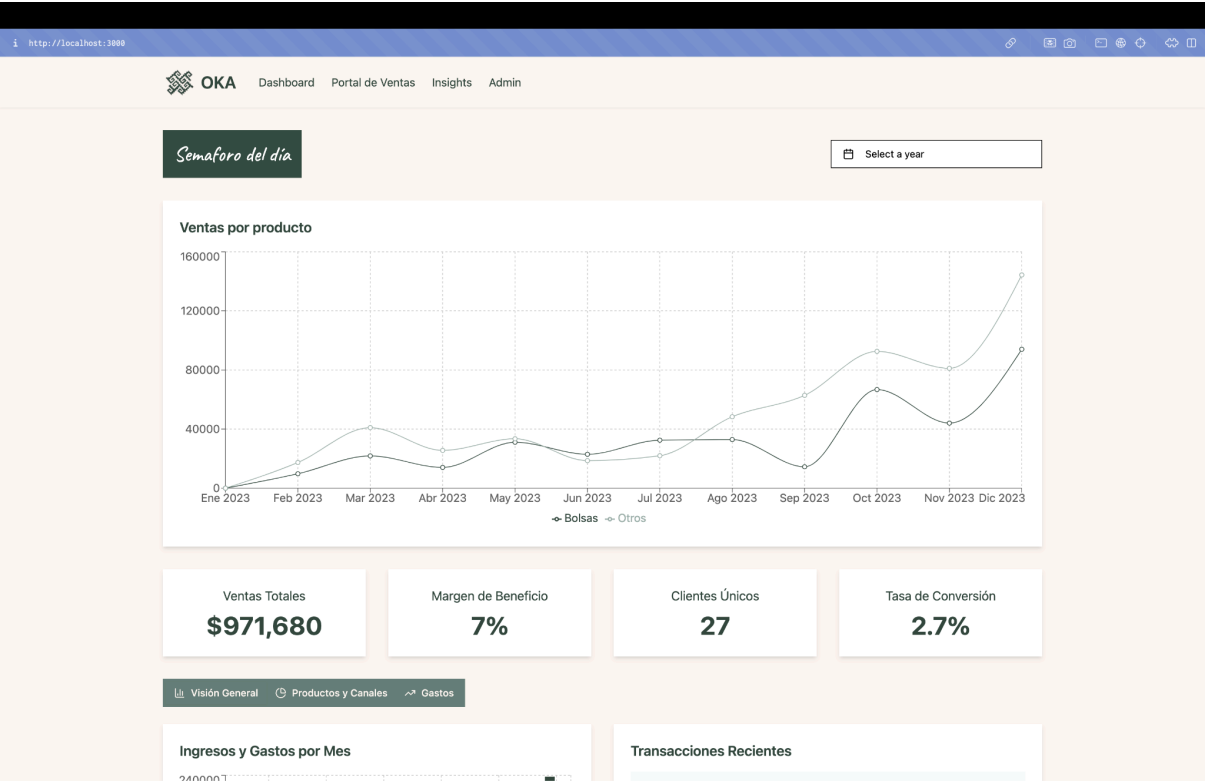 http://localhost:3000
OKA Dashboard Portal de Ventas Insights Admin
Semaforo del día
Select a year
Ventas por producto
160000
120000
80000
40000
0
Ene 2023 Feb 2023 Mar 2023 Abr 2023 May 2023 Jun 2023 Jul 2023 Ago 2023 Sep 2023 Oct 2023 Nov 2023 Dic 2023
Bolsas Otros
Ventas Totales
$971,680
Margen de Beneficio
7%
Clientes Únicos
27
Tasa de Conversión
2.7%
Visión General Productos y Canales Gastos
Ingresos y Gastos por Mes
240000
Transacciones Recientes